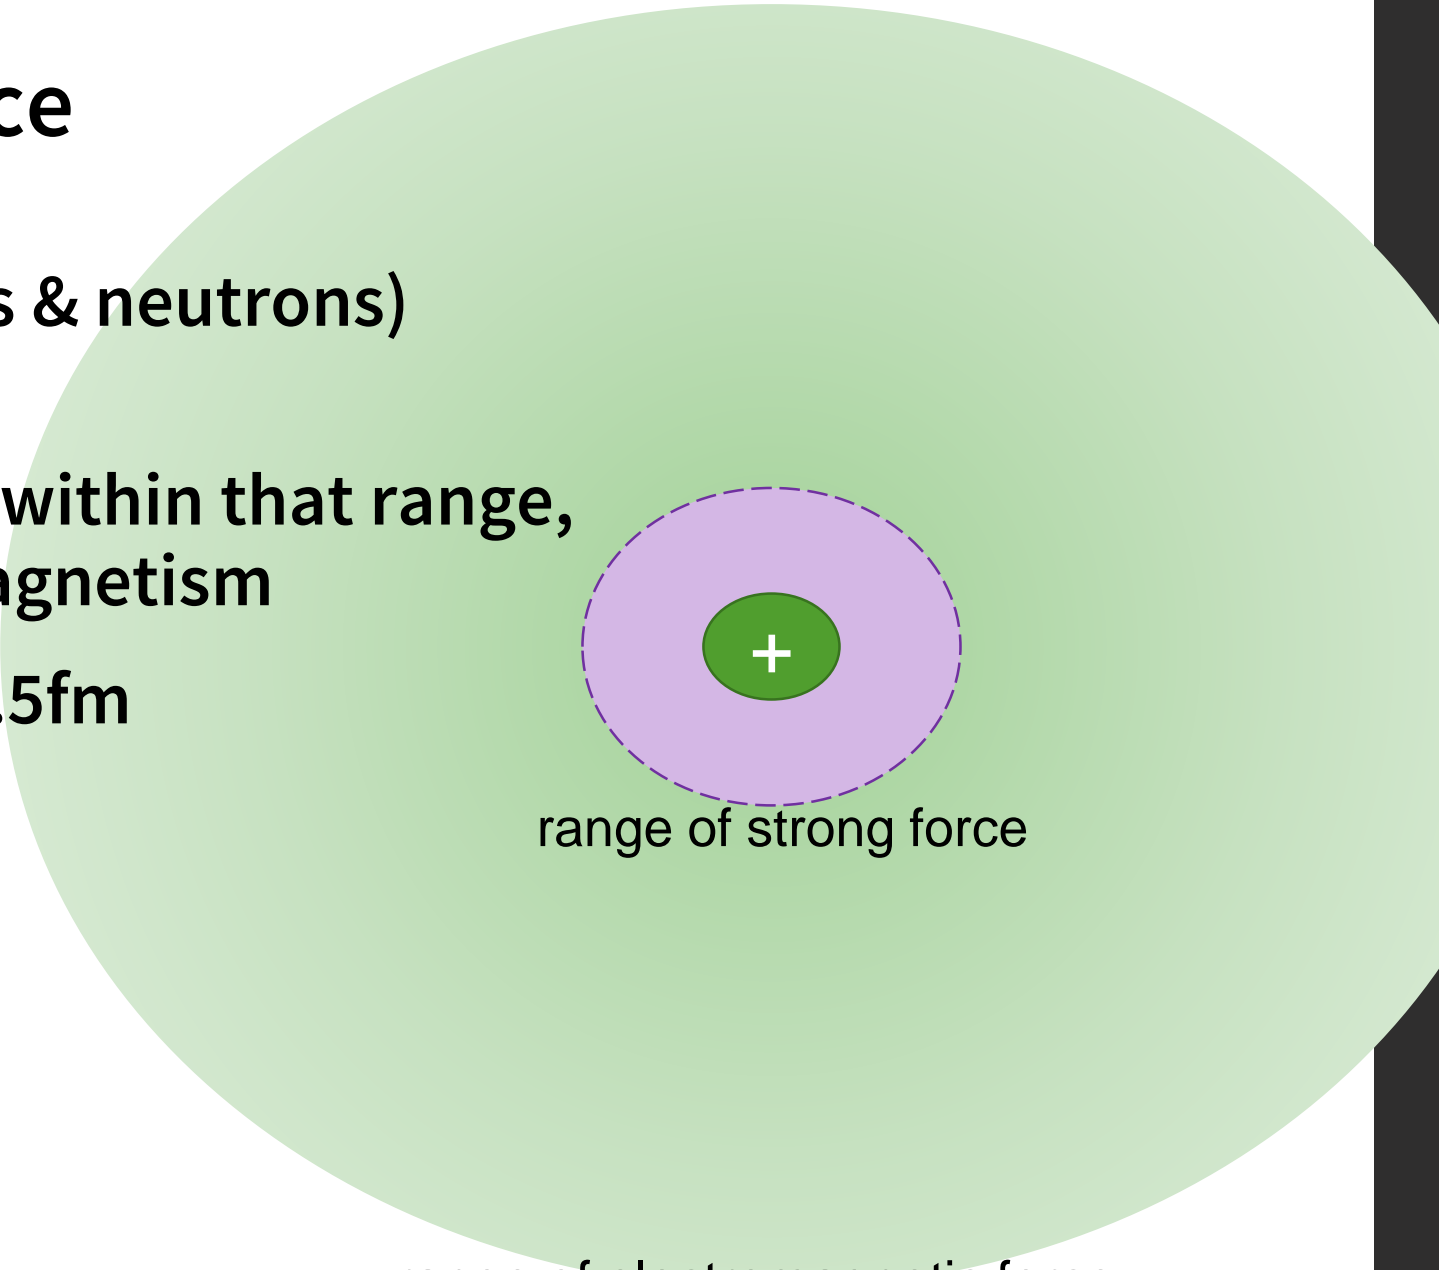 ce
s & neutrons)
within that range,
agnetism
.5fm
+
range of strong force